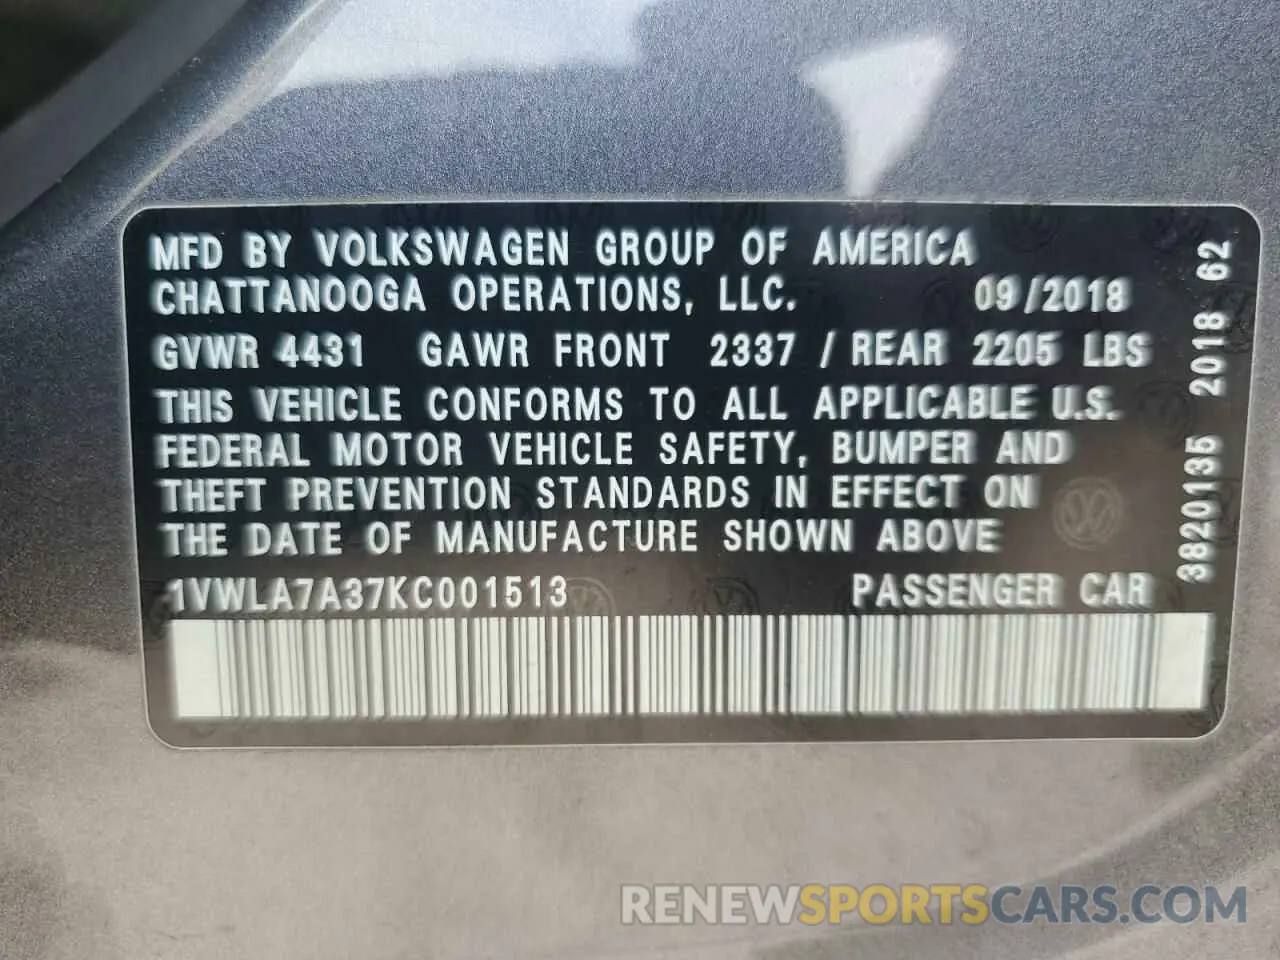 MFD BY VOLKSWAGEN GROUP OF AMERICA
CHATTANOOGA OPERATIONS, LLC. 09/2018
GVWR 4431 GAWR FRONT 2337 / REAR 2205 LBS
THIS VEHICLE CONFORMS TO ALL APPLICABLE U.S.
FEDERAL MOTOR VEHICLE SAFETY, BUMPER AND
THEFT PREVENTION STANDARDS IN EFFECT ON
THE DATE OF MANUFACTURE SHOWN ABOVE
1VWLA7A37KC001513 PASSENGER CAR
3820135 2018 62
RENEWSPORTSCARS.COM